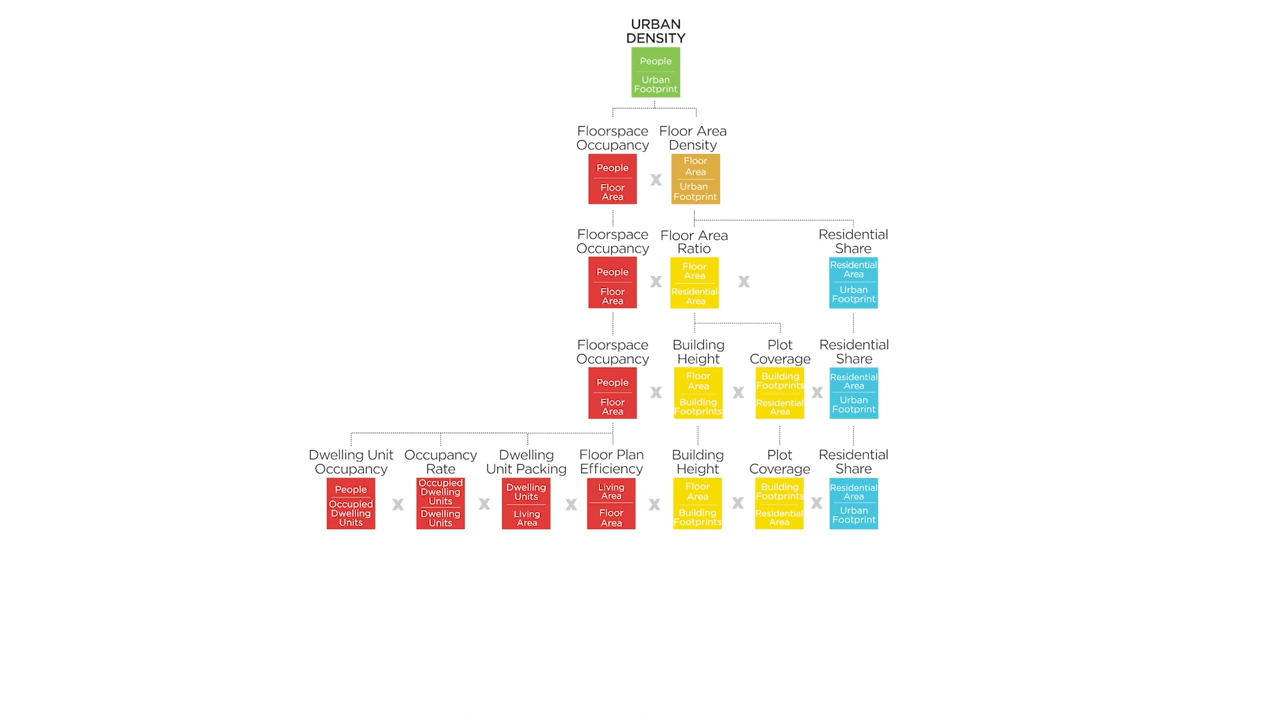 URBAN
DENSITY
People
Urban
Footprint
Floorspace
Occupancy
Floor Area
Density
People
Floor
Area
x
Floor
Area
Urban
Footprint
Floorspace
Occupancy
Floor Area
Ratio
Residential
Share
People
Floor
Area
x
Floor
Area
Residential
Area
x
Residential
Area
Urban
Footprint
Floorspace
Occupancy
Building
Height
Plot
Coverage
Residential
Share
People
Floor
Area
x
Floor
Area
Building
Footprints
x
Building
Footprints
Residential
Area
x
Residential
Area
Urban
Footprint
Dwelling Unit
Occupancy
Occupancy
Rate
Dwelling
Unit Packing
Floor Plan
Efficiency
Building
Height
Plot
Coverage
Residential
Share
People
Occupied
Dwelling
Units
x
Occupied
Dwelling
Units
Dwelling
Units
x
Dwelling
Units
Living
Area
x
Living
Area
Floor
Area
x
Floor
Area
Building
Footprints
x
Building
Footprints
Residential
Area
x
Residential
Area
Urban
Footprint